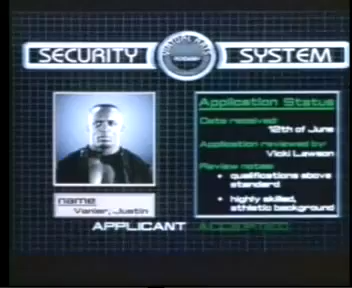 SECURITY SYSTEM
Application Status
Date received:
12th of June
Application reviewed by:
Vicki Lawson
Review notes:
• qualifications above
standard
• highly skilled,
athletic background
name
Vanier, Justin
APPLICANT ACCEPTED